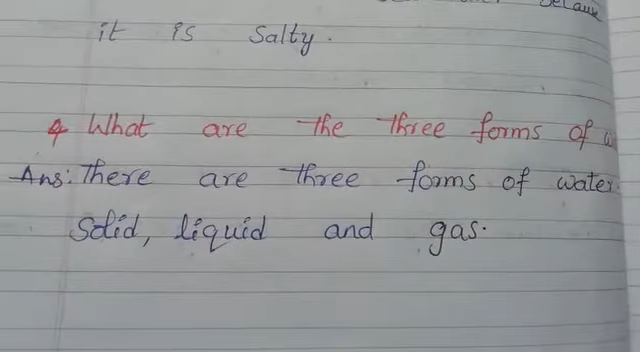 because
it is salty.
4 What are the three forms of
Ans: There are three forms of water
Solid, liquid and gas.